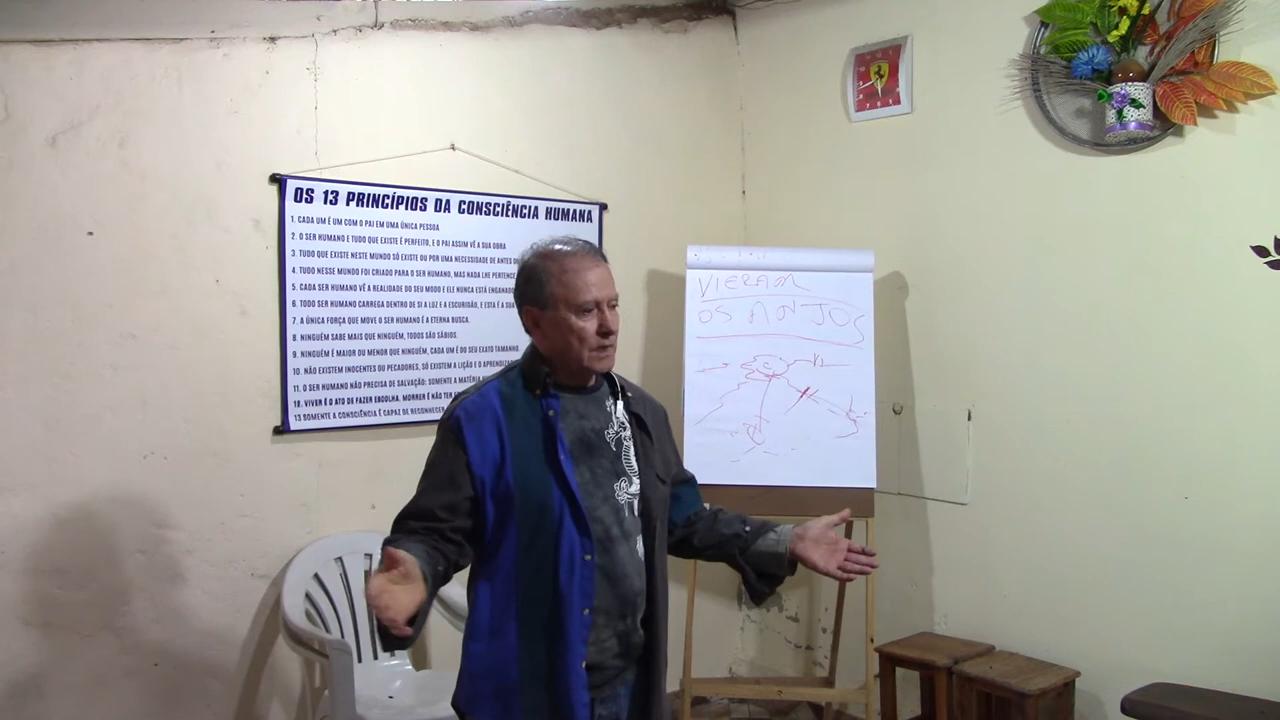 OS 13 PRINCÍPIOS DA CONSCIÊNCIA HUMANA
1. CADA UM É UM COM O PAI EM UMA ÚNICA PESSOA
2. O SER HUMANO E TUDO QUE EXISTE É PERFEITO, E O PAI ASSIM VÊ A SUA OBRA
3. TUDO QUE EXISTE NESTE MUNDO SÓ EXISTE OU POR UMA NECESSIDADE DE ANTES OU
4. TUDO NESSE MUNDO FOI CRIADO PARA O SER HUMANO, MAS NADA LHE PERTENCE
5. CADA SER HUMANO VÊ A REALIDADE DO SEU MODO E ELE NUNCA ESTÁ ENGANADO
6. TODO SER HUMANO CARREGA DENTRO DE SI A LUZ E A ESCURIDÃO, E ESTA É A SUA
7. A ÚNICA FORÇA QUE MOVE O SER HUMANO É A ETERNA BUSCA.
8. NINGUÉM SABE MAIS QUE NINGUÉM, TODOS SÃO SÁBIOS.
9. NINGUÉM É MAIOR OU MENOR QUE NINGUÉM, CADA UM É DO SEU EXATO TAMANHO.
10. NÃO EXISTEM INOCENTES OU PECADORES, SÓ EXISTEM A LIÇÃO E O
11. O SER HUMANO NÃO PRECISA DE SALVAÇÃO: SOMENTE A MATÉRIA
12. VIVER É O ATO DE FAZER ESCOLHA. MORRER É NÃO TER
13 SOMENTE A CONSCIÊNCIA É CAPAZ DE RECONHECER
VIERAM
OS ANJOS